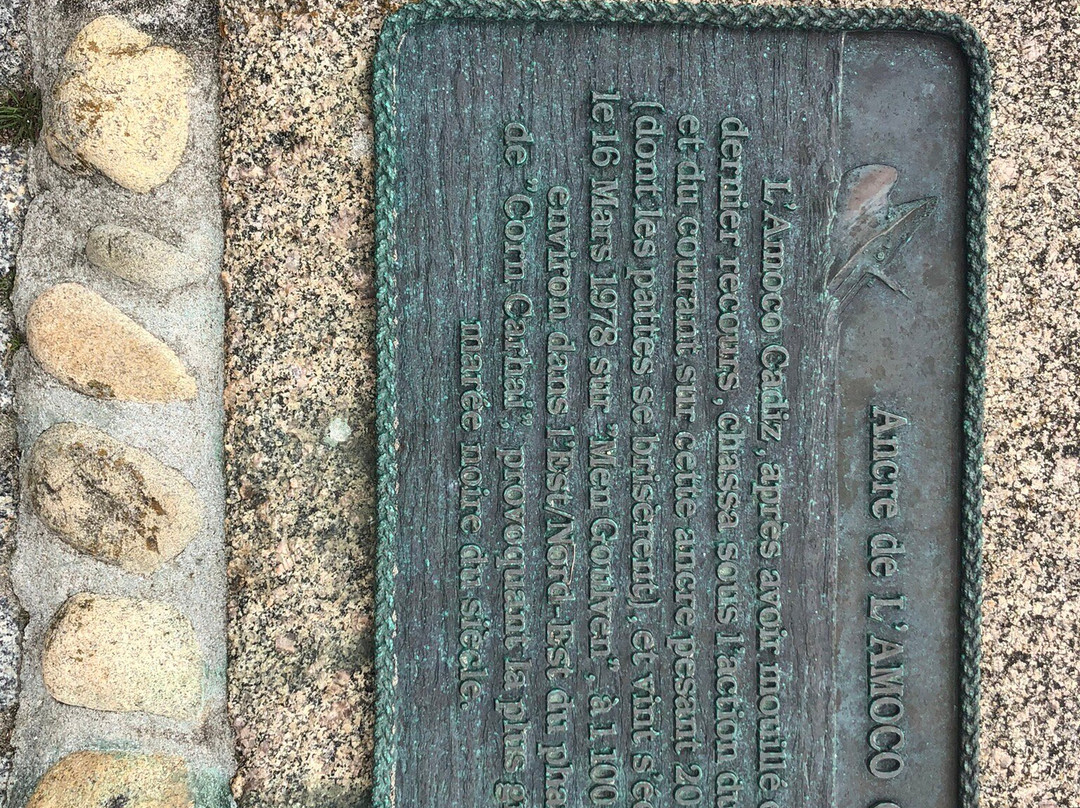 Ancre de L'AMOCO
L'Amoco Cadiz, après avoir mouillé
dernier recours, chassa sous l'action du
et du courant sur cette ancre pesant 20
(dont les pattes se brisèrent), et vint s'é
le 16 Mars 1978 sur "Men Goulven", à 1.100
environ dans l'Est/Nord-Est du pha
de "Corn Carhai", provoquant la plus g
marée noire du siècle.